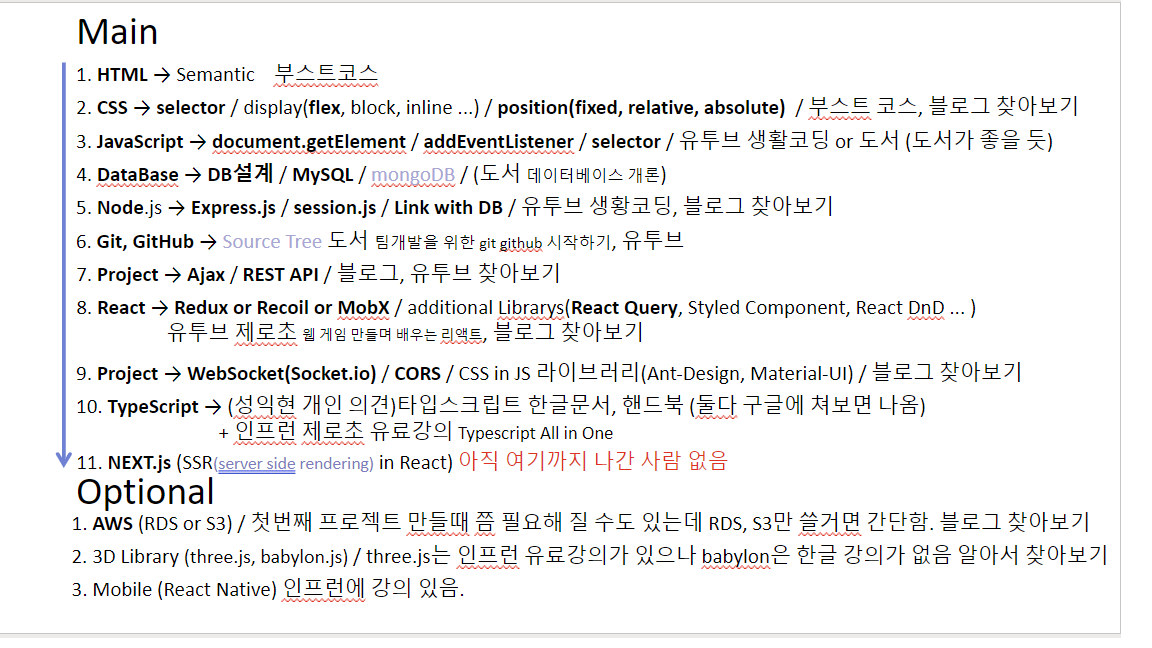 Main
1. HTML → Semantic 부스트코스
2. CSS → selector / display(flex, block, inline ...) / position(fixed, relative, absolute) / 부스트 코스, 블로그 찾아보기
3. JavaScript → document.getElement / addEventListener / selector / 유투브 생활코딩 or 도서 (도서가 좋을 듯)
4. DataBase → DB설계 / MySQL / mongoDB / (도서 데이터베이스 개론)
5. Node.js → Express.js / session.js / Link with DB / 유투브 생황코딩, 블로그 찾아보기
6. Git, GitHub → Source Tree 도서 팀개발을 위한 git github 시작하기, 유투브
7. Project → Ajax / REST API / 블로그, 유투브 찾아보기
8. React → Redux or Recoil or MobX / additional Librarys(React Query, Styled Component, React DnD ... )
유투브 제로초 웹 게임 만들며 배우는 리액트, 블로그 찾아보기
9. Project → WebSocket(Socket.io) / CORS / CSS in JS 라이브러리(Ant-Design, Material-UI) / 블로그 찾아보기
10. TypeScript → (성익현 개인 의견)타입스크립트 한글문서, 핸드북 (둘다 구글에 쳐보면 나옴)
+ 인프런 제로초 유료강의 Typescript All in One
11. NEXT.js (SSR(server side rendering) in React) 아직 여기까지 나간 사람 없음
Optional
1. AWS (RDS or S3) / 첫번째 프로젝트 만들때 쯤 필요해 질 수도 있는데 RDS, S3만 쓸거면 간단함. 블로그 찾아보기
2. 3D Library (three.js, babylon.js) / three.js는 인프런 유료강의가 있으나 babylon은 한글 강의가 없음 알아서 찾아보기
3. Mobile (React Native) 인프런에 강의 있음.